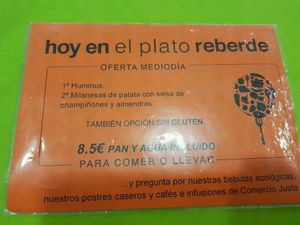 hoy en el plato reberde
OFERTA MEDIODÍA
1º Hummus.
2º Milanesas de patata con salsa de
champiñones y almendras.
TAMBIÉN OPCIÓN SIN GLUTEN.
8.5€ PAN Y AGUA INCLUIDO
PARA COMER O LLEVAR
...y pregunta por nuestras bebidas ecológicas,
nuestros postres caseros y cafés e infusiones de Comercio Justo